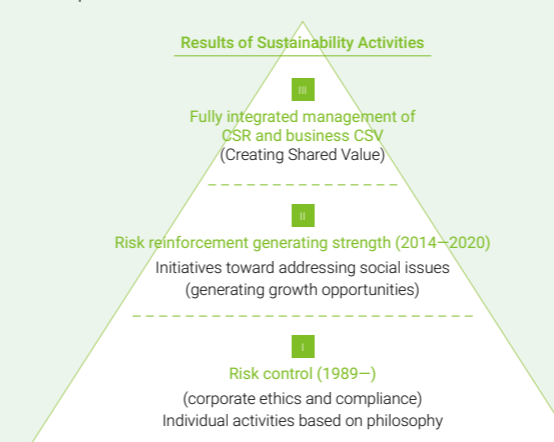 Results of Sustainability Activities
III
Fully integrated management of
CSR and business CSV
(Creating Shared Value)
II
Risk reinforcement generating strength (2014—2020)
Initiatives toward addressing social issues
(generating growth opportunities)
I
Risk control (1989—)
(corporate ethics and compliance)
Individual activities based on philosophy